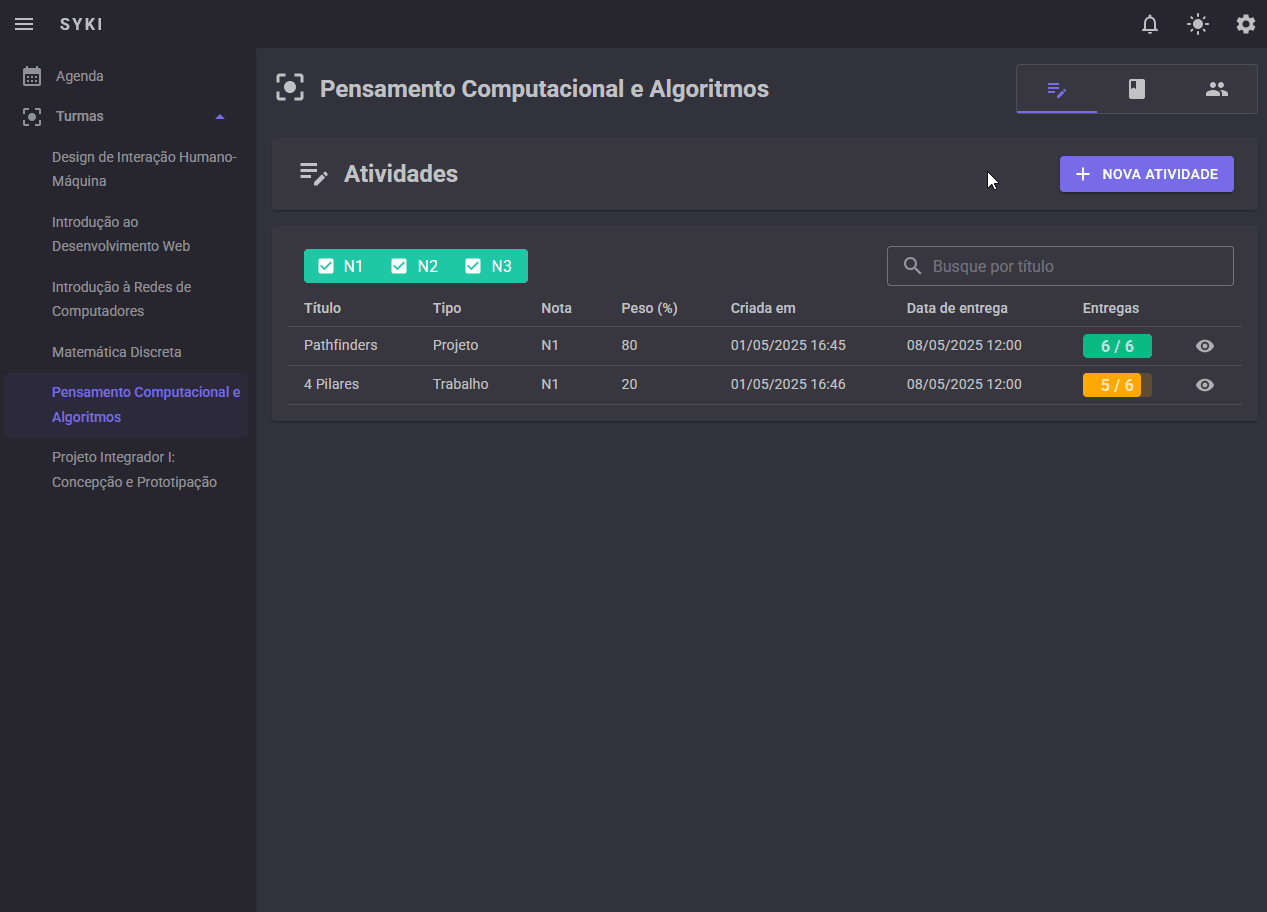 SYKI
Agenda
Turmas
Design de Interação Humano-
Máquina
Introdução ao
Desenvolvimento Web
Introdução à Redes de
Computadores
Matemática Discreta
Pensamento Computacional e
Algoritmos
Projeto Integrador I:
Concepção e Prototipação
Pensamento Computacional e Algoritmos
Atividades
NOVA ATIVIDADE
N1 N2 N3
Busque por título
Título Tipo Nota Peso (%) Criada em Data de entrega Entregas
Pathfinders Projeto N1 80 01/05/2025 16:45 08/05/2025 12:00 6 / 6
4 Pilares Trabalho N1 20 01/05/2025 16:46 08/05/2025 12:00 5 / 6